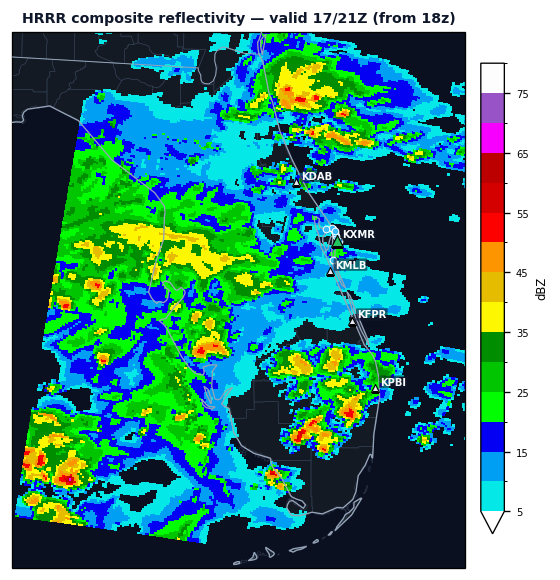 HRRR composite reflectivity — valid 17/21Z (from 18z)
KDAB
KXMR
KMLB
KFPR
KPBI
75
65
55
45
35
25
15
5
dBZ